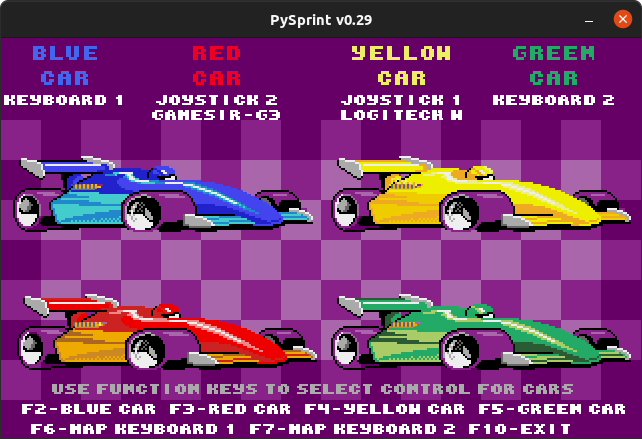 PySprint v0.29
BLUE RED YELLOW GREEN
CAR CAR CAR CAR
KEYBOARD 1 JOYSTICK 2 JOYSTICK 1 KEYBOARD 2
GAMESIR-G3 LOGITECH W
USE FUNCTION KEYS TO SELECT CONTROL FOR CARS
F2-BLUE CAR F3-RED CAR F4-YELLOW CAR F5-GREEN CAR
F6-MAP KEYBOARD 1 F7-MAP KEYBOARD 2 F10-EXIT